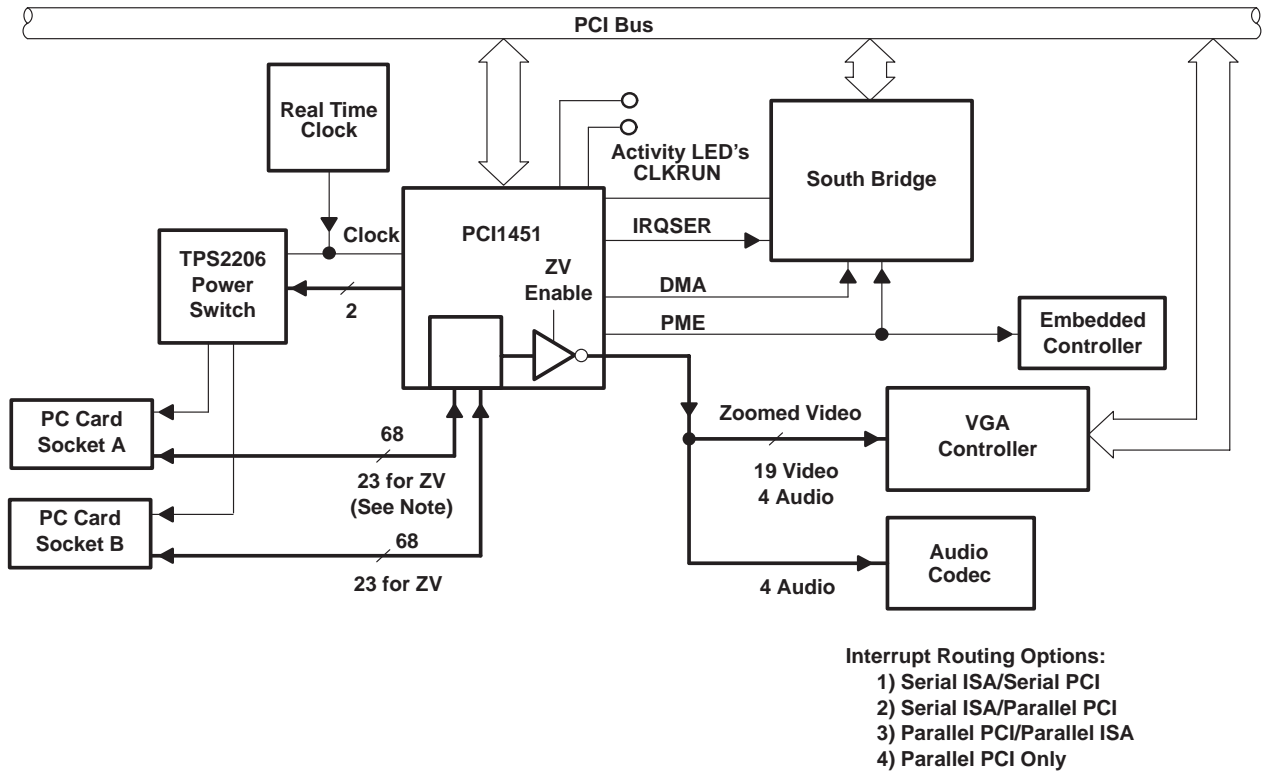 PCI Bus
Real Time
Clock
Activity LED's
CLKRUN
South Bridge
PCI1451
IRQSER
Clock
TPS2206
Power
Switch
2
ZV
Enable
DMA
PME
Embedded
Controller
PC Card
Socket A
68
23 for ZV
(See Note)
Zoomed Video
19 Video
4 Audio
VGA
Controller
PC Card
Socket B
68
23 for ZV
4 Audio
Audio
Codec
Interrupt Routing Options:
1) Serial ISA/Serial PCI
2) Serial ISA/Parallel PCI
3) Parallel PCI/Parallel ISA
4) Parallel PCI Only